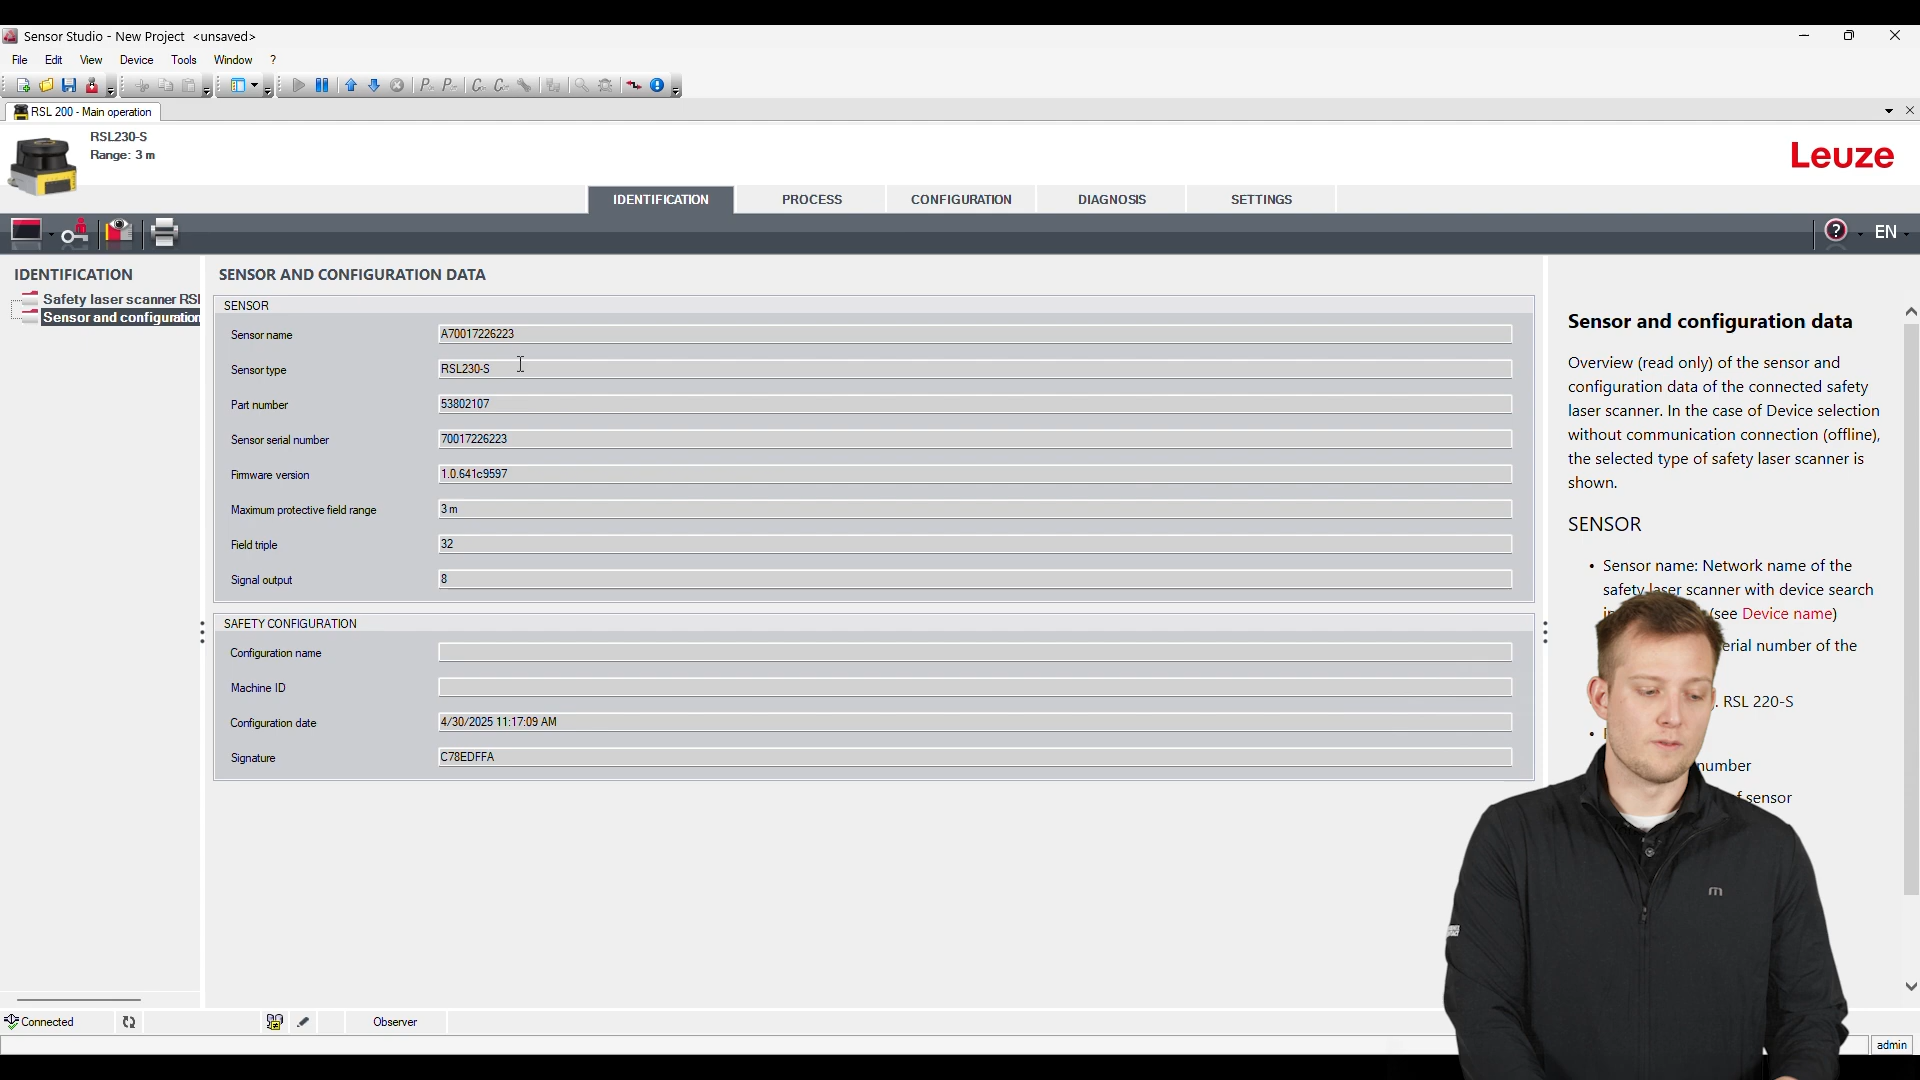 Sensor Studio - New Project <unsaved>
File Edit View Device Tools Window ?
RSL 200 - Main operation
RSL230-S
Range: 3 m
Leuze
IDENTIFICATION PROCESS CONFIGURATION DIAGNOSIS SETTINGS
? EN
IDENTIFICATION
Safety laser scanner RSL
Sensor and configuration
SENSOR AND CONFIGURATION DATA
SENSOR
Sensor name A70017226223
Sensor type RSL230-S
Part number 53802107
Sensor serial number 70017226223
Firmware version 1.0.641c9597
Maximum protective field range 3 m
Field triple 32
Signal output 8
SAFETY CONFIGURATION
Configuration name
Machine ID
Configuration date 4/30/2025 11:17:09 AM
Signature C78EDFFA
Sensor and configuration data
Overview (read only) of the sensor and
configuration data of the connected safety
laser scanner. In the case of Device selection
without communication connection (offline),
the selected type of safety laser scanner is
shown.
SENSOR
• Sensor name: Network name of the
safety laser scanner with device search
(see Device name)
erial number of the
. RSL 220-S
number
f sensor
Connected Observer
admin